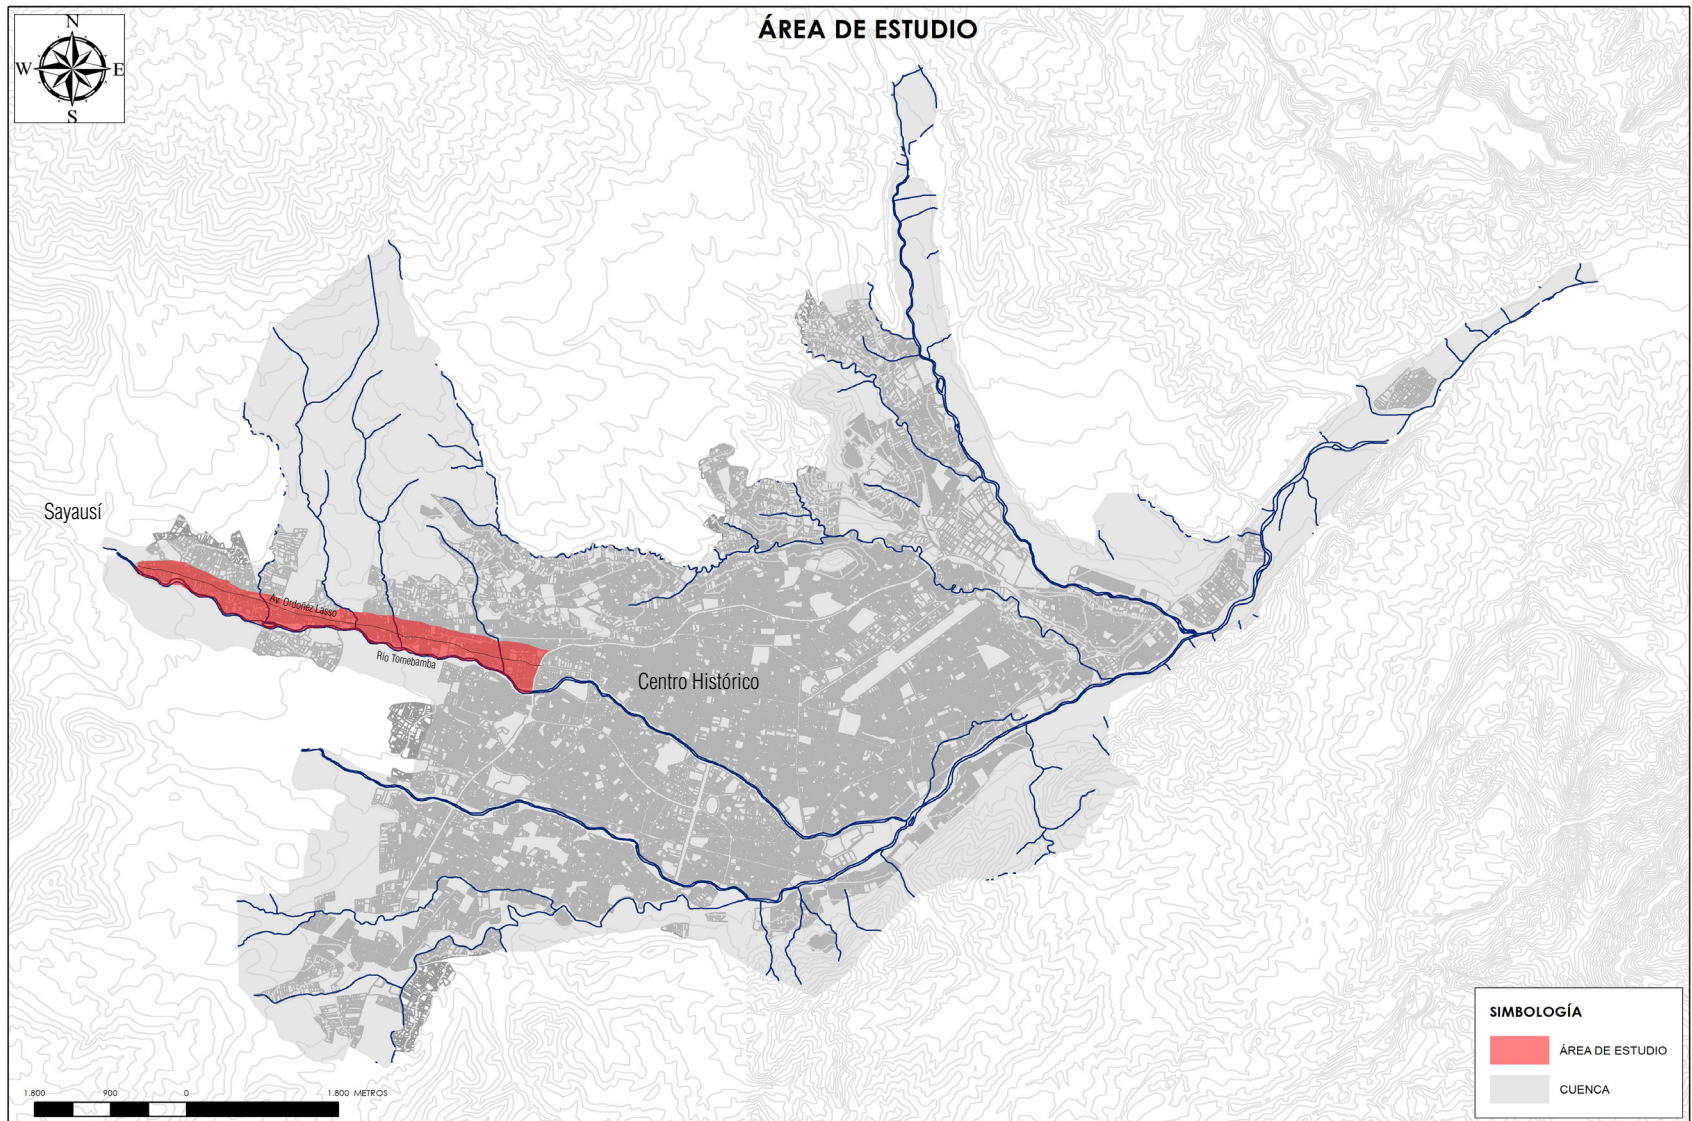 ÁREA DE ESTUDIO
N
W
E
S
Sayausí
Av. Ordoñéz Lasso
Río Tomebamba
Centro Histórico
SIMBOLOGÍA
ÁREA DE ESTUDIO
CUENCA
1.800 900 0 1.800 METROS